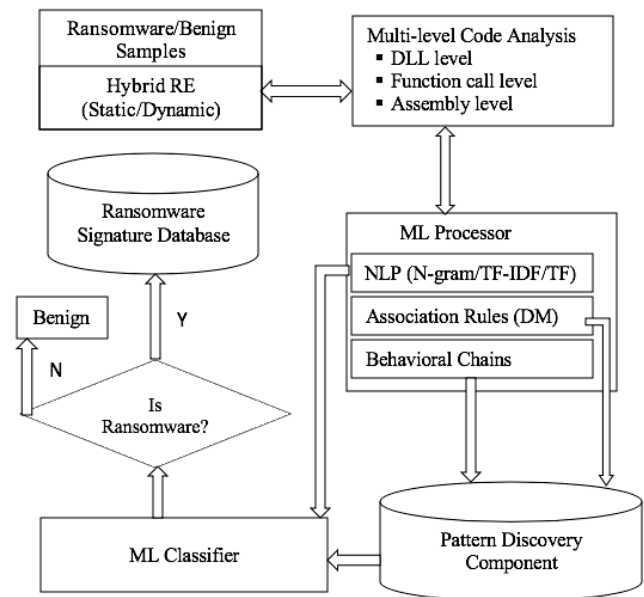 Ransomware/Benign
Samples
Hybrid RE
(Static/Dynamic)
Multi-level Code Analysis
▪ DLL level
▪ Function call level
▪ Assembly level
Ransomware
Signature Database
ML Processor
NLP (N-gram/TF-IDF/TF)
Association Rules (DM)
Behavioral Chains
Benign
Y
N
Is
Ransomware?
ML Classifier
Pattern Discovery
Component